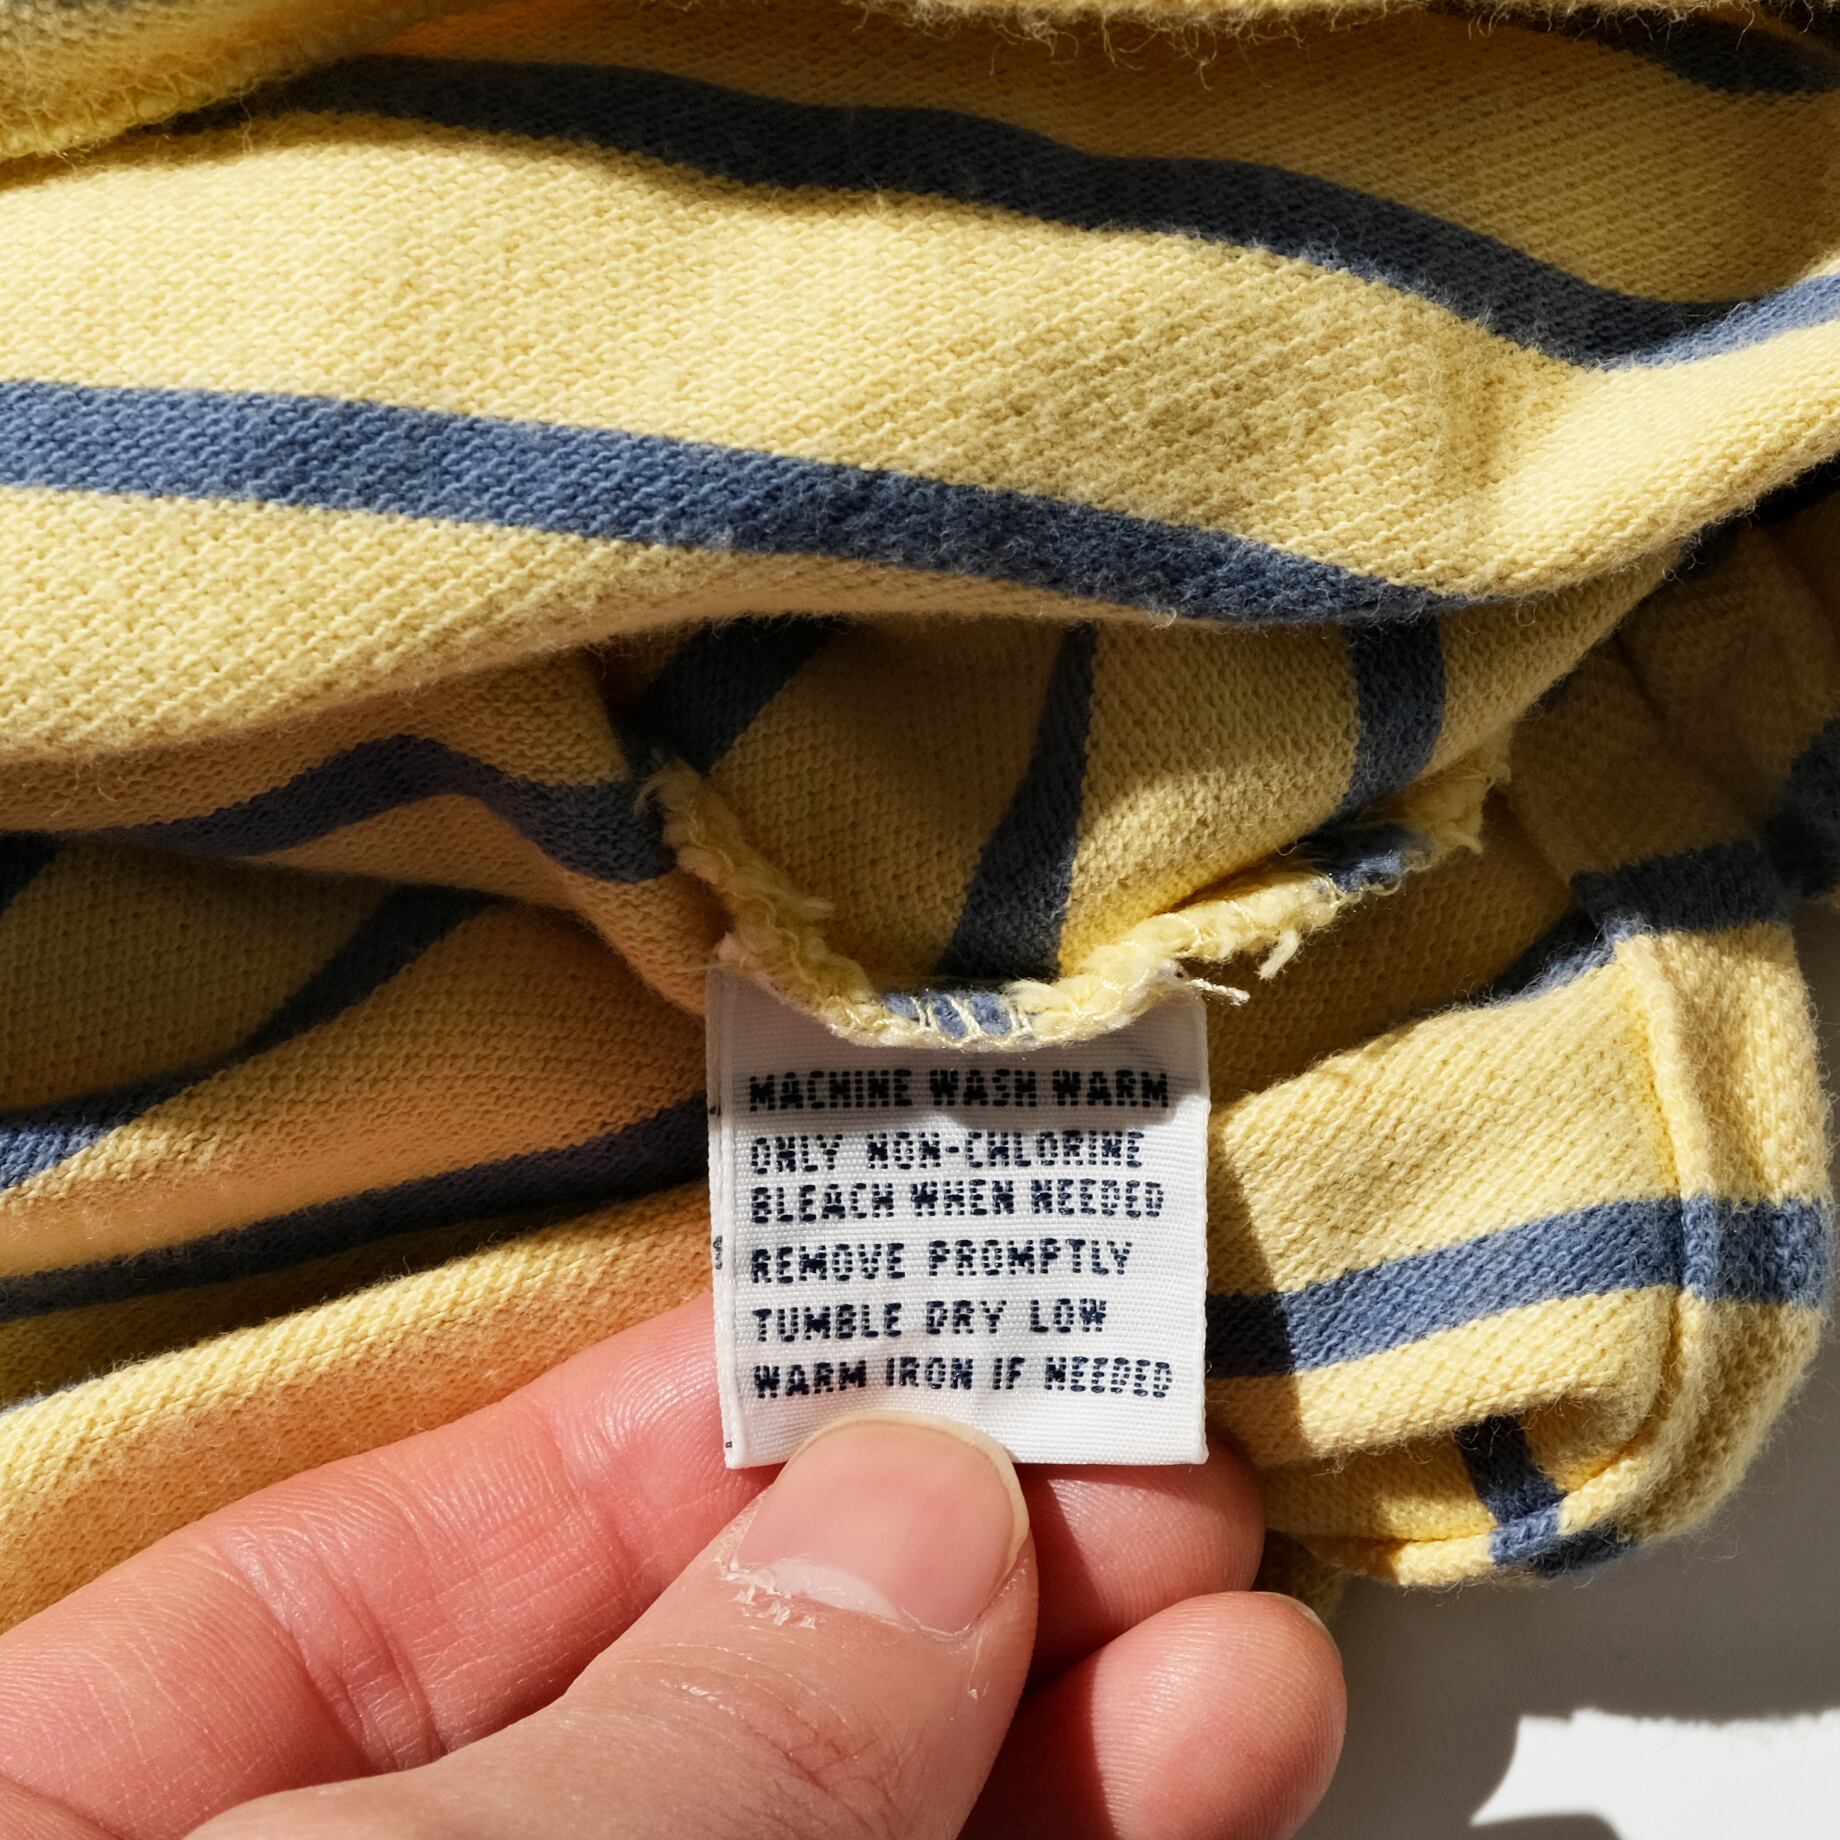 MACHINE WASH WARM
ONLY NON-CHLORINE
BLEACH WHEN NEEDED
REMOVE PROMPTLY
TUMBLE DRY LOW
WARM IRON IF NEEDED